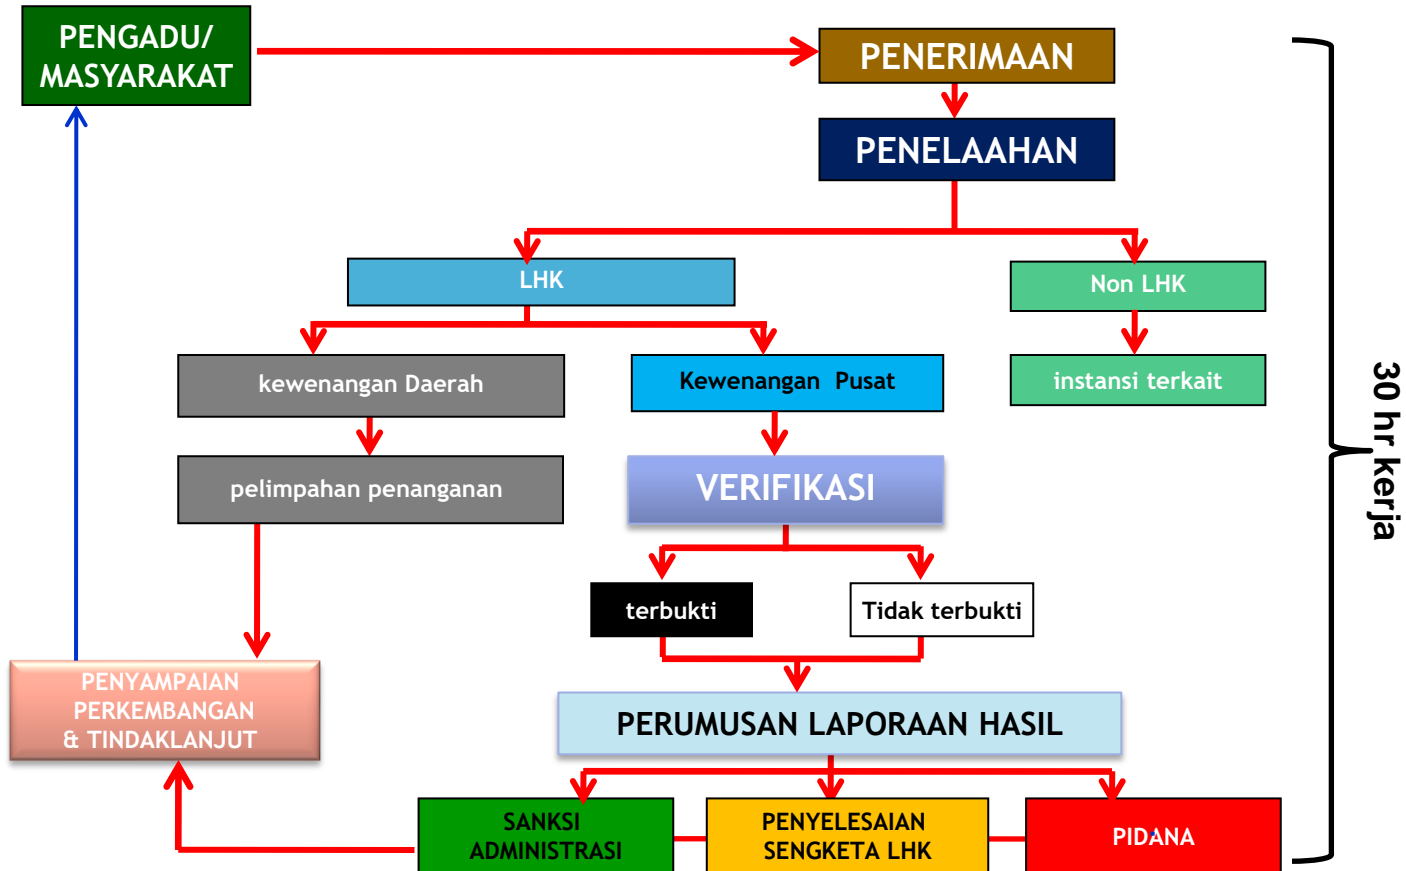 PENGADU/
MASYARAKAT
PENERIMAAN
PENELAAHAN
LHK
Non LHK
kewenangan Daerah
Kewenangan  Pusat
instansi terkait
30 hr kerja
pelimpahan penanganan
VERIFIKASI
terbukti
Tidak terbukti
PENYAMPAIAN
PERKEMBANGAN
& TINDAKLANJUT
PERUMUSAN LAPORAAN HASIL
SANKSI
ADMINISTRASI
PENYELESAIAN
SENGKETA LHK
PIDANA